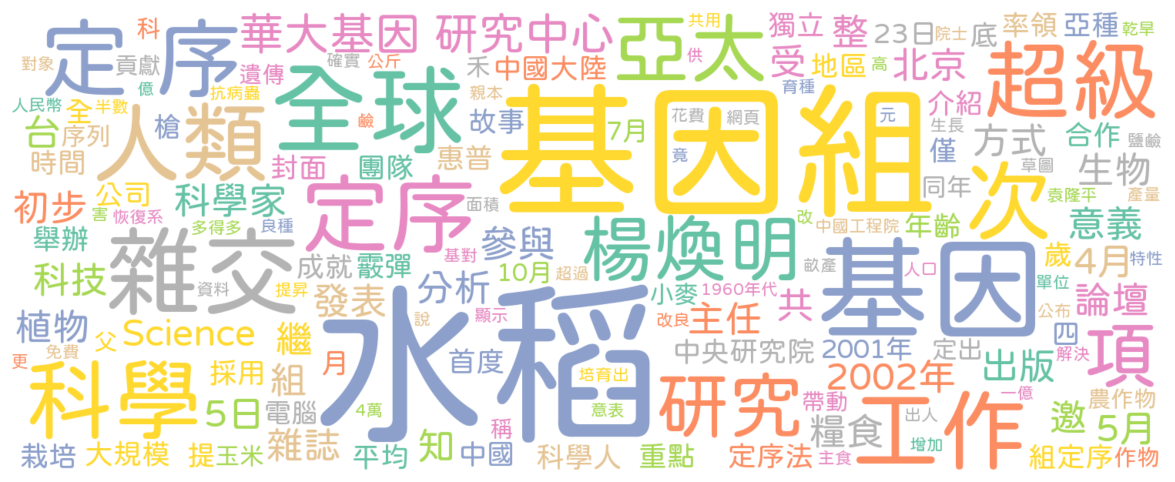 對象
人民幣
定序
科
貢獻
億
遺傳
抗病蟲
華大基因
研究中心
確實
公斤
全球
禾
中國大陸
親本
鹼
共用
亞太
供
獨立
整
受
地區
高
23日
院士
底
北京
率領
亞種
乾旱
超級
介紹
全
半數
台
序列
時間
人類
槍
封面
團隊
故事
惠普
基因組
花費
網頁
竟
7月
育種
元
生長
僅
方式
合作
鹽鹼
草圖
生物
初步
公司
害
恢復系
科學家
多得多
良種
定序
面積
基對
舉辦
雜交
成就
霰彈
參與
10月
超過
楊煥明
改
中國工程院
同年
年齡
次
袁隆平
產量
意義
科技
資料
提昇
發表
分析
說
顯示
小麥
畝產
1960年代
改良
主任
共
人口
基因
歲
4月
特性
單位
公布
論壇
植物
父
Science
繼
月
水稻
首度
培育出
意表
中央研究院
2001年
定出
四
解決
出版
一億
項
更
免費
科學
採用
組
5日
電腦
4萬
稱
研究
2002年
帶動
糧食
出人
工作
增加
農作物
邀
5月
栽培
大規模
提
玉米
雜誌
平均
知
中國
科學人
重點
定序法
主食
組定序
作物